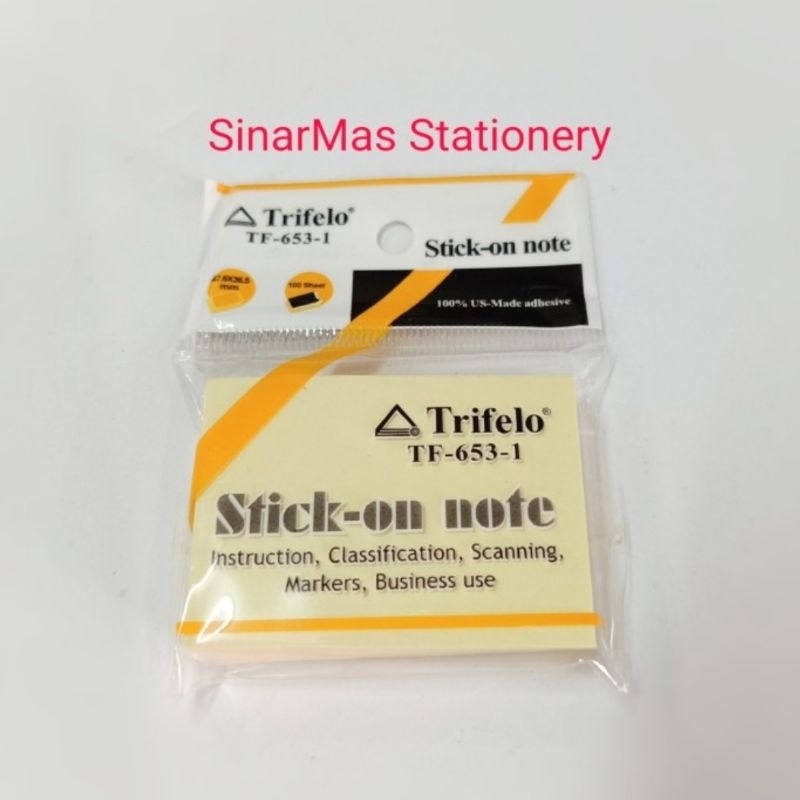 SinarMas Stationery
Trifelo®
TF-653-1
Stick-on note
mm
100 Sheet
100% US-Made adhesive
Trifelo®
TF-653-1
Stick-on note
Instruction, Classification, Scanning,
Markers, Business use